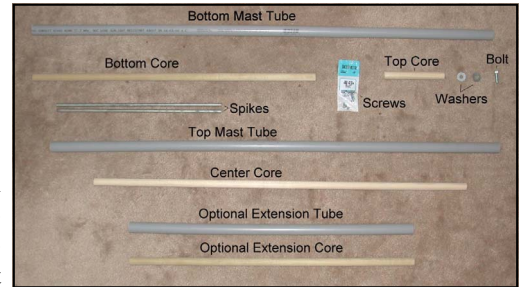 Bottom Mast Tube
Bottom Core
Top Core
Bolt
Screws
Washers
Spikes
Top Mast Tube
Center Core
Optional Extension Tube
Optional Extension Core